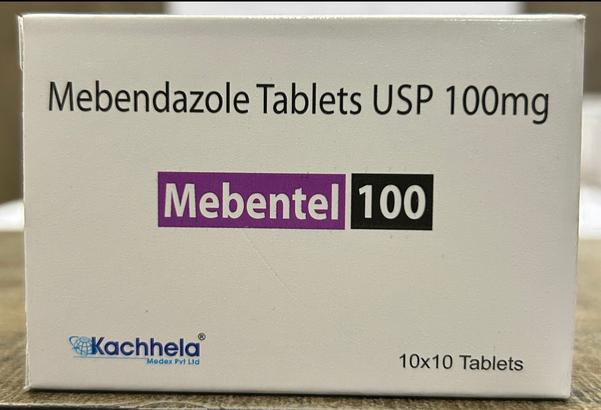 Mebendazole Tablets USP 100mg
Mebentel 100
Kachhela®
Medex Pvt Ltd
10x10 Tablets